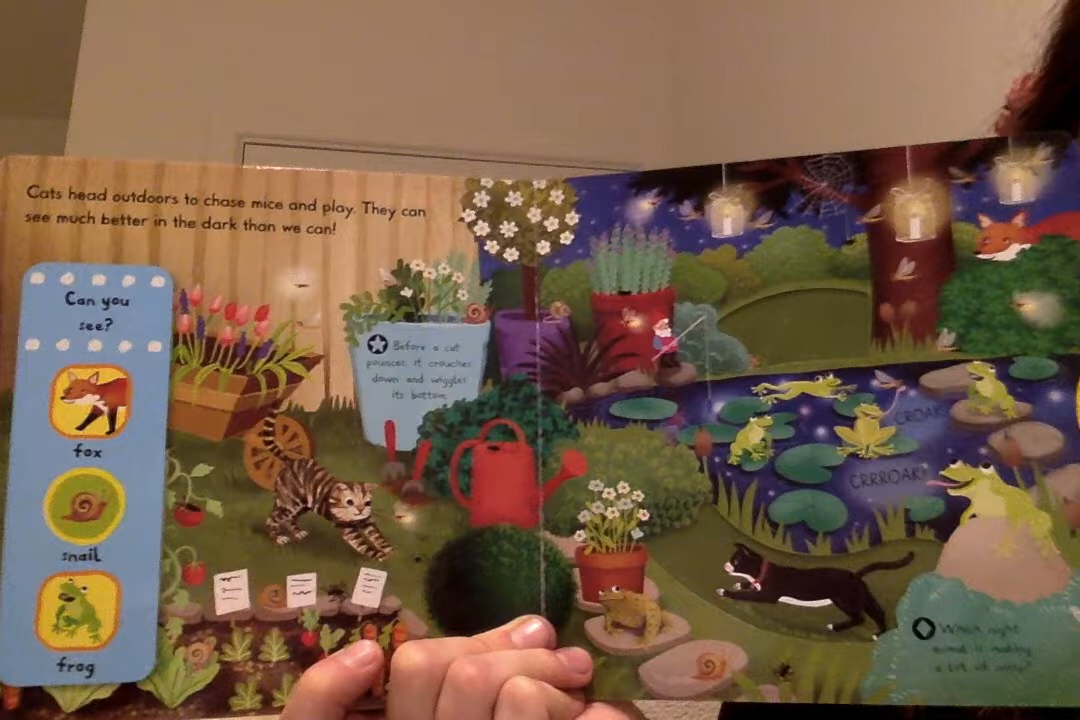 Cats head outdoors to chase mice and play. They can
see much better in the dark than we can!
Can you
see?
fox
snail
frog
Before a cat
pounces, it crouches
down and wiggles
its bottom.
CROAK!
CRRROAK!
Which night
animal is making
a lot of noise?